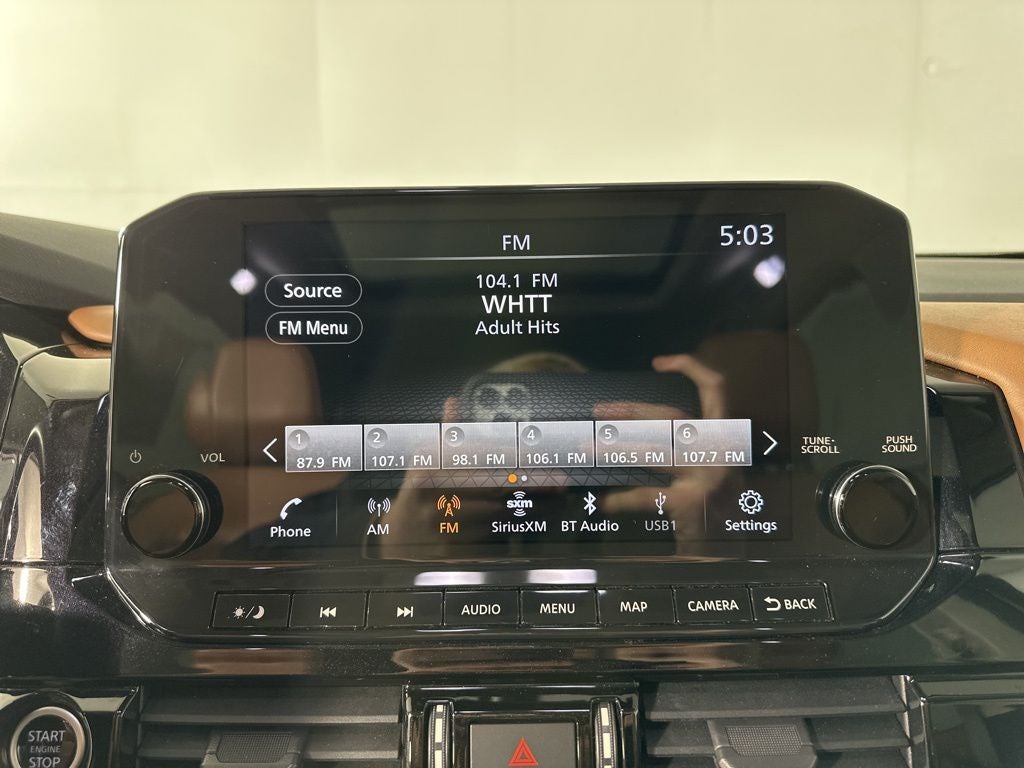 FM 5:03
Source
104.1 FM
WHTT
FM Menu
Adult Hits
VOL
1 2 3 4 5 6
87.9 FM 107.1 FM 98.1 FM 106.1 FM 106.5 FM 107.7 FM
TUNE-
SCROLL
PUSH
SOUND
sxm
Phone AM FM SiriusXM BT Audio USB1 Settings
AUDIO MENU MAP CAMERA BACK
START
ENGINE
STOP